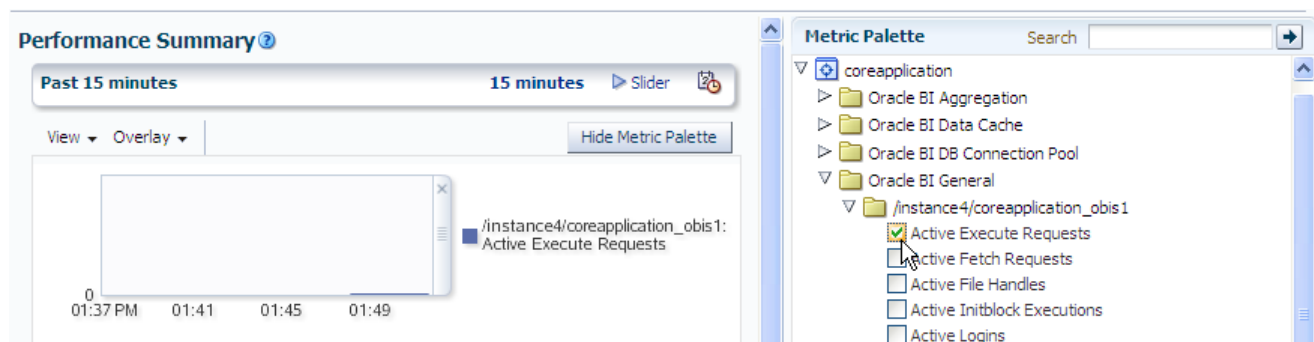 Performance Summary
Past 15 minutes 15 minutes Slider
View Overlay Hide Metric Palette
/instance4/coreapplication_obis1:
Active Execute Requests
0
01:37 PM 01:41 01:45 01:49
Metric Palette Search
coreapplication
Oracle BI Aggregation
Oracle BI Data Cache
Oracle BI DB Connection Pool
Oracle BI General
/instance4/coreapplication_obis1
Active Execute Requests
Active Fetch Requests
Active File Handles
Active Initblock Executions
Active Logins